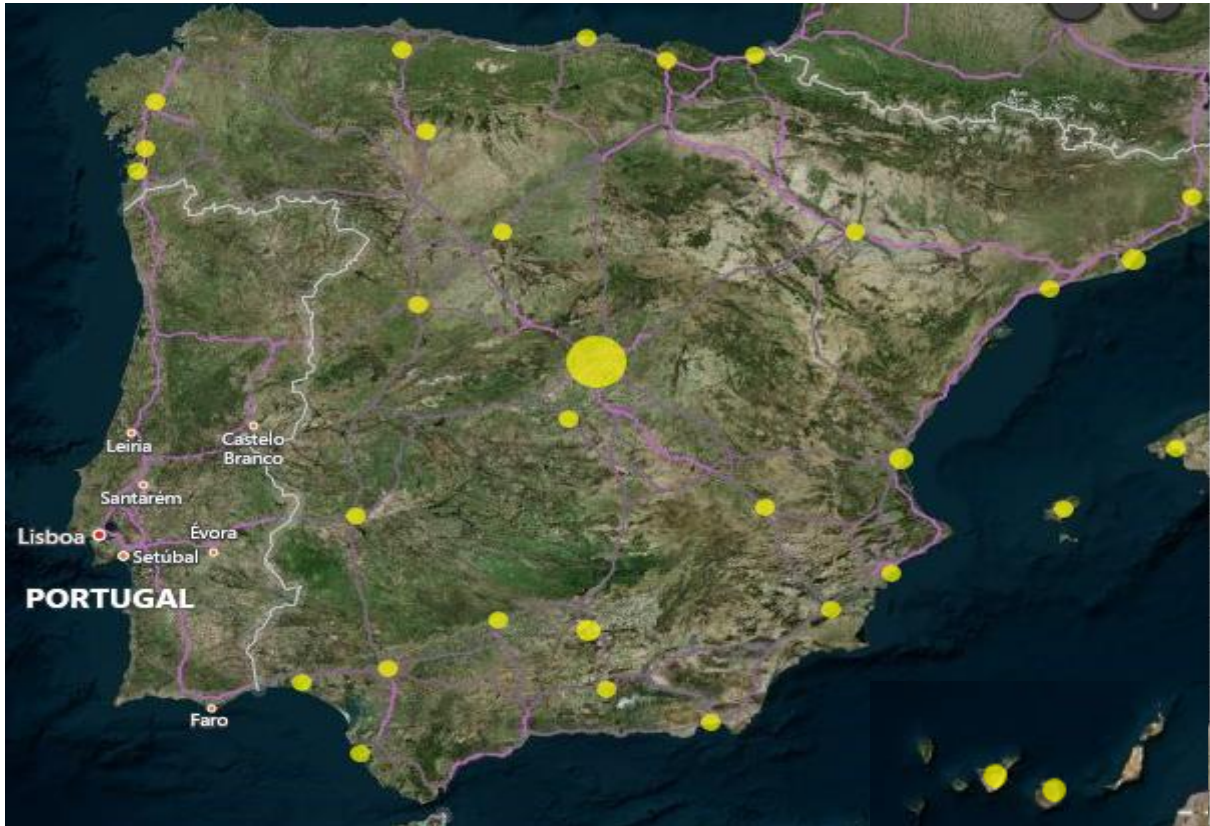 Leiria
Castelo
Branco
Santarém
Lisboa
Évora
Setúbal
PORTUGAL
Faro